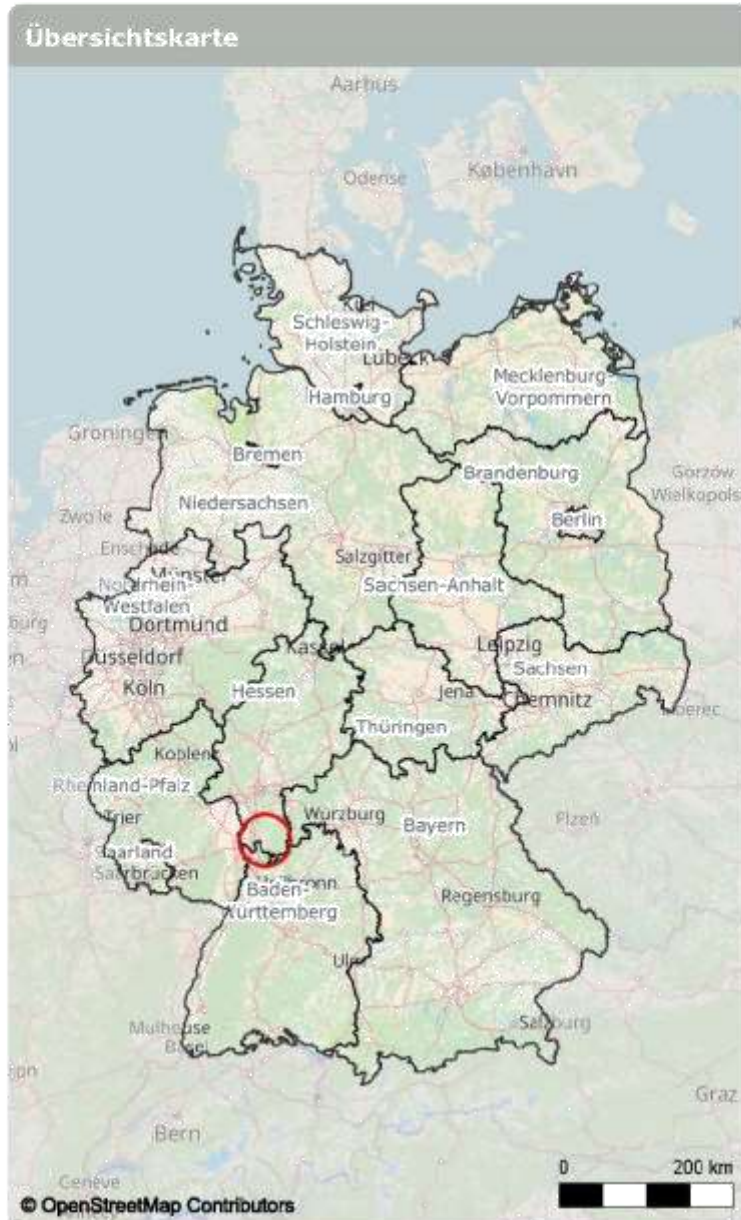 Übersichtskarte
Aarhus
København
Odense
Kiel
Schleswig-
Holstein
Lübeck
Mecklenburg-
Vorpommern
Hamburg
Groningen
Bremen
Brandenburg
Gorzów
Wielkopols
Niedersachsen
Zwolle
Berlin
Enschede
Salzgitter
Münster
Nordrhein-
Westfalen
Sachsen-Anhalt
burg
Dortmund
Kassel
Leipzig
Düsseldorf
Sachsen
Köln
Hessen
Jena
Chemnitz
Liberec
Thüringen
Koblenz
Rheinland-Pfalz
Trier
Würzburg
Bayern
Plzeň
Saarland
Saarbrücken
Heilbronn
Baden-
Württemberg
Regensburg
Ulm
Mulhouse
Basel
Salzburg
Graz
Bern
Genève
0 200 km
© OpenStreetMap Contributors